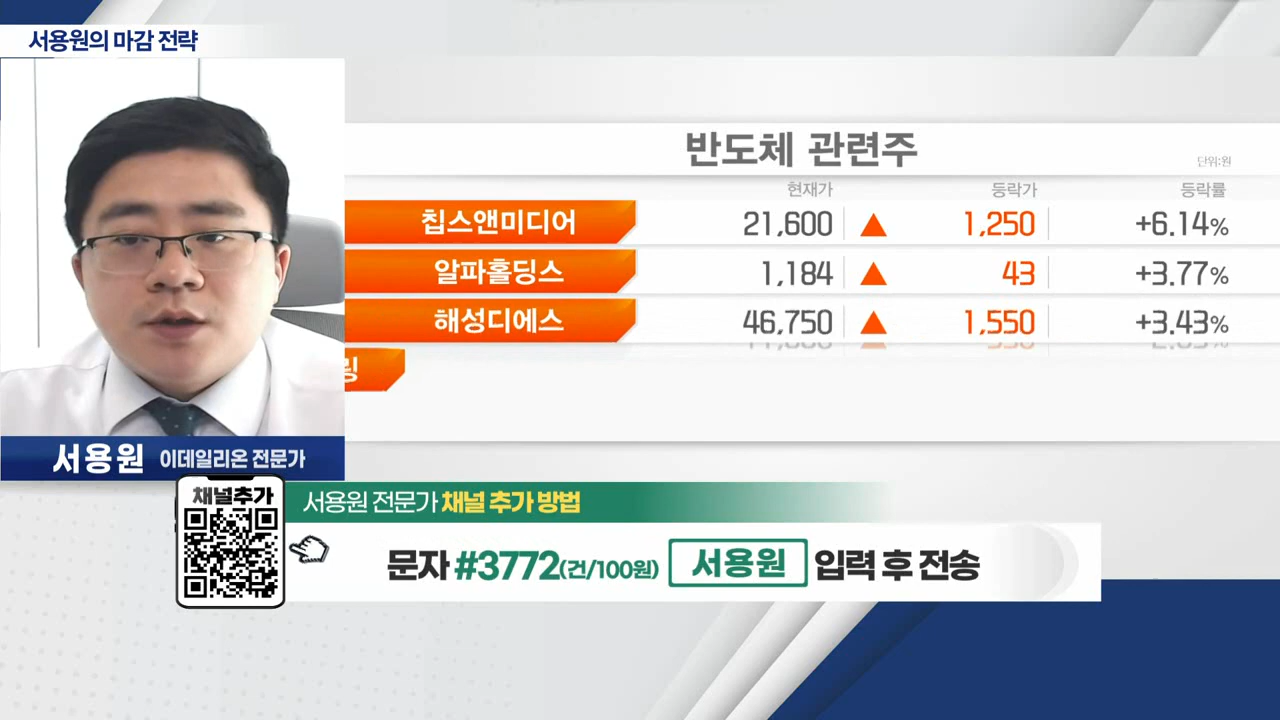 서용원의 마감 전략
반도체 관련주
단위:원
현재가 등락가 등락률
칩스앤미디어 21,600 ▲ 1,250 +6.14%
알파홀딩스 1,184 ▲ 43 +3.77%
해성디에스 46,750 ▲ 1,550 +3.43%
링
서용원 이데일리온 전문가
채널추가
서용원 전문가 채널 추가 방법
문자 #3772(건/100원) 서용원 입력 후 전송